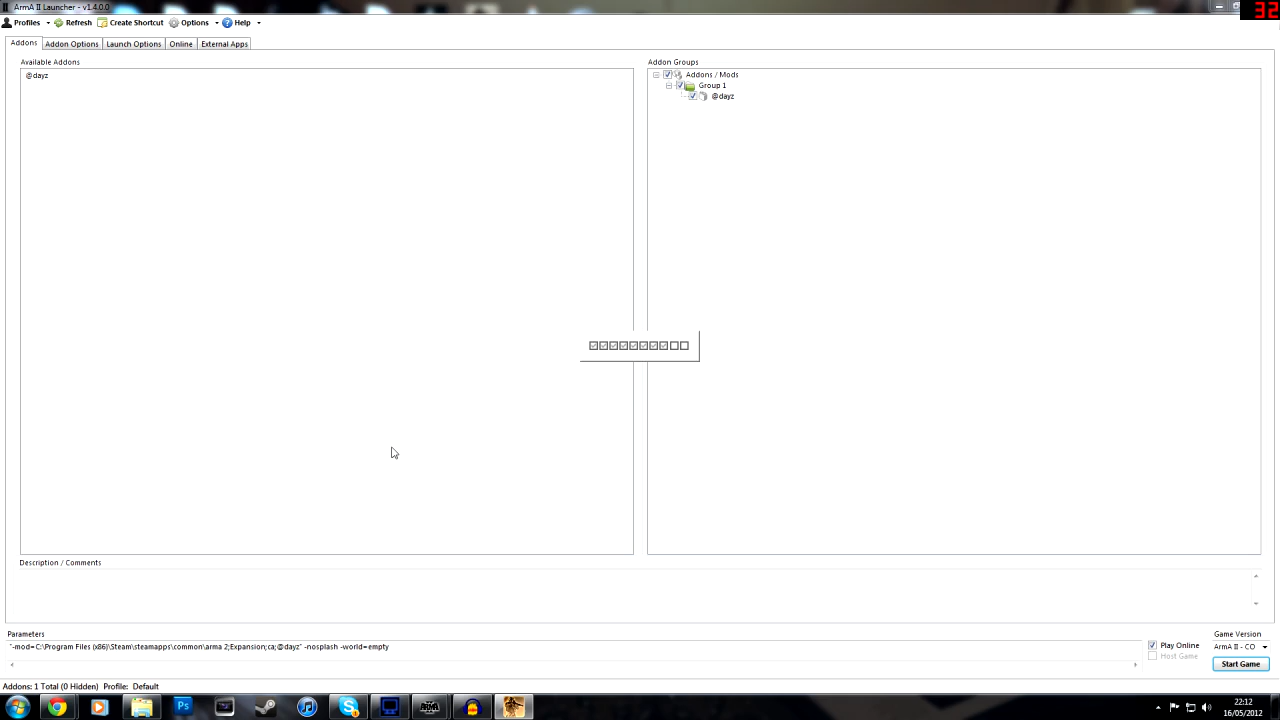 ArmA II Launcher - v1.4.0.0
32
Profiles Refresh Create Shortcut Options Help
Addons Addon Options Launch Options Online External Apps
Available Addons
@dayz
Addon Groups
Addons / Mods
Group 1
@dayz
Description / Comments
Parameters
"-mod=C:\Program Files (x86)\Steam\steamapps\common\arma 2;Expansion;ca;@dayz" -nosplash -world=empty
Play Online
Host Game
Game Version
ArmA II - CO
Start Game
Addons: 1 Total (0 Hidden) Profile: Default
Ps
ARMA
22:12
16/05/2012